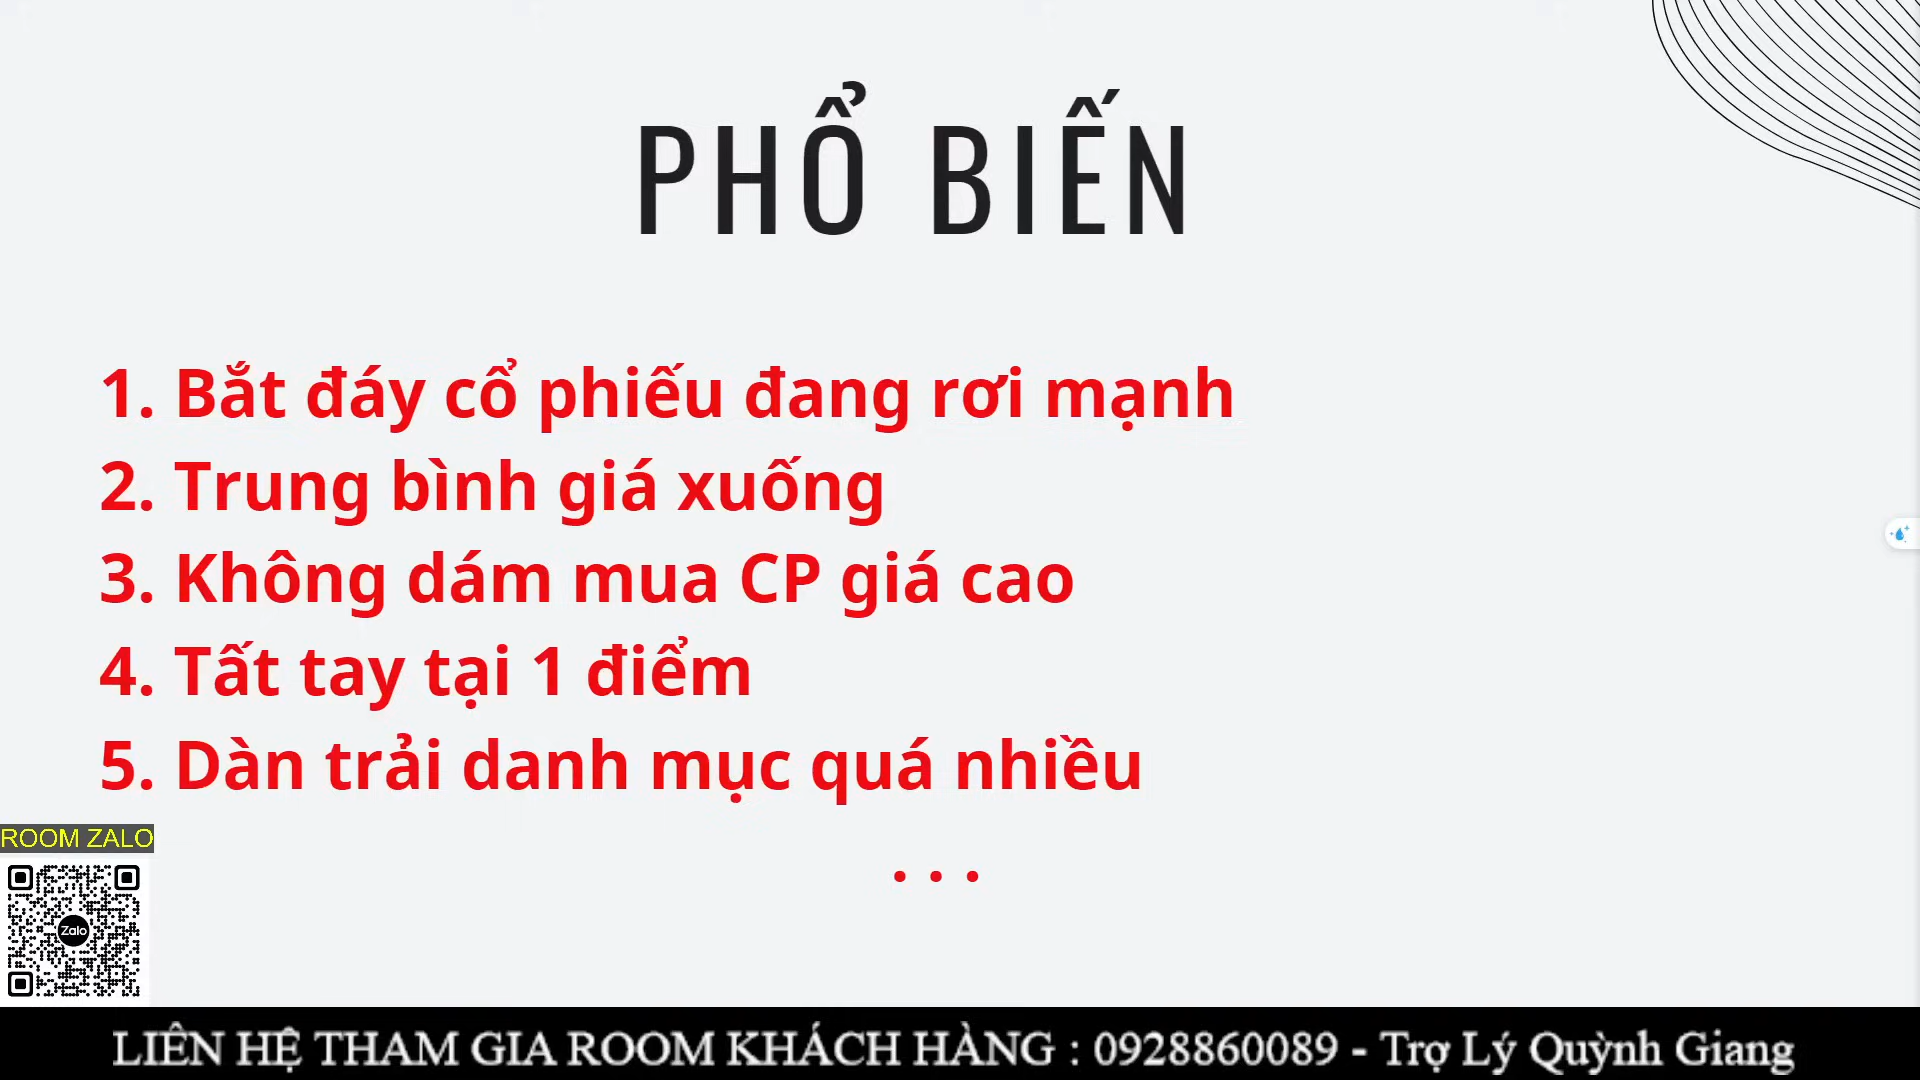 PHỔ BIẾN
1. Bắt đáy cổ phiếu đang rơi mạnh
2. Trung bình giá xuống
3. Không dám mua CP giá cao
4. Tất tay tại 1 điểm
5. Dàn trải danh mục quá nhiều
...
ROOM ZALO
Zalo
LIÊN HỆ THAM GIA ROOM KHÁCH HÀNG : 0928860089 - Trợ Lý Quỳnh Giang